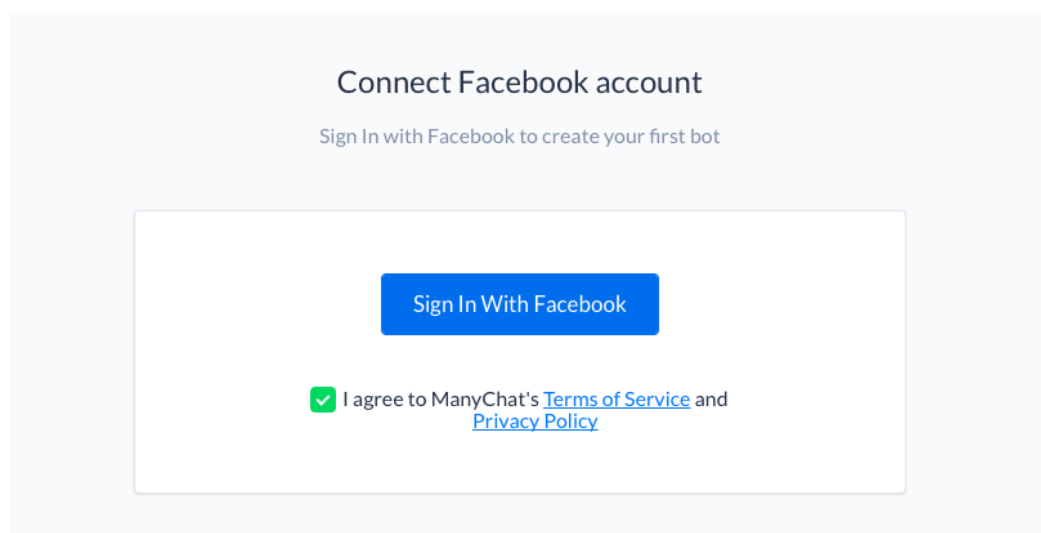 Connect Facebook account
Sign In with Facebook to create your first bot
Sign In With Facebook
I agree to ManyChat's Terms of Service and
Privacy Policy